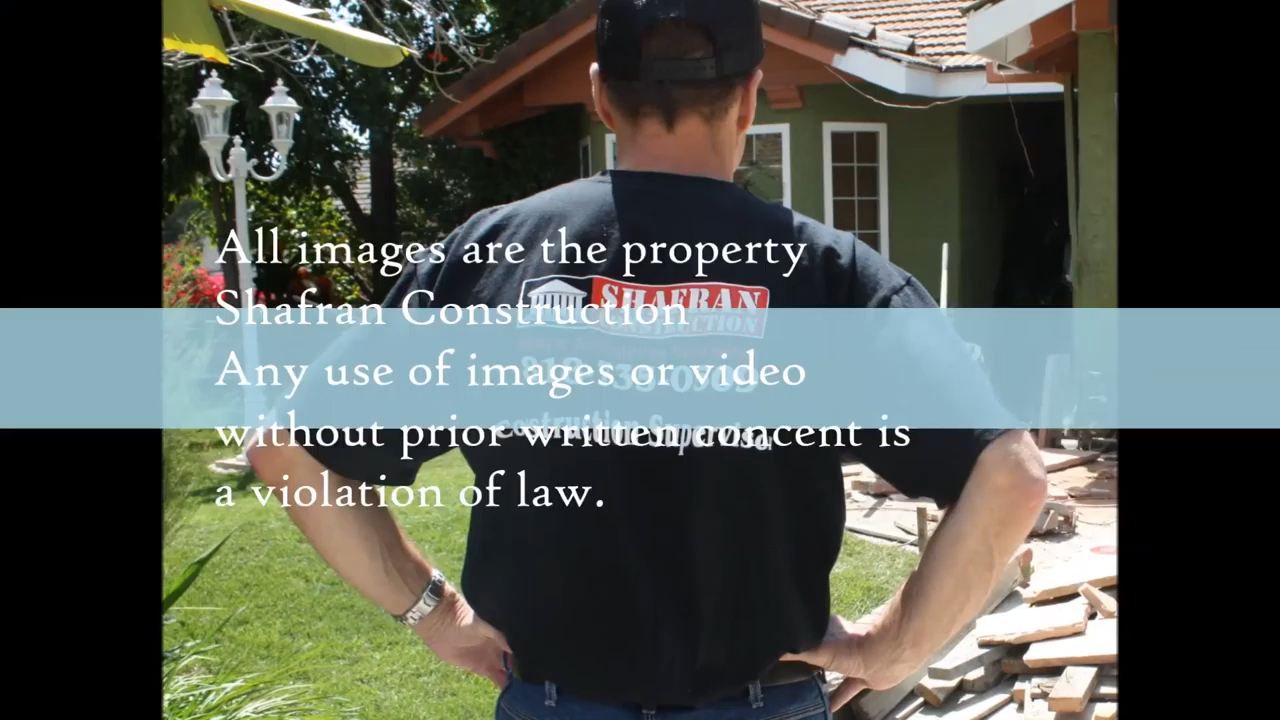 All images are the property
Shafran Construction
Any use of images or video
without prior written concent is
a violation of law.
SHAFRAN
CONSTRUCTION